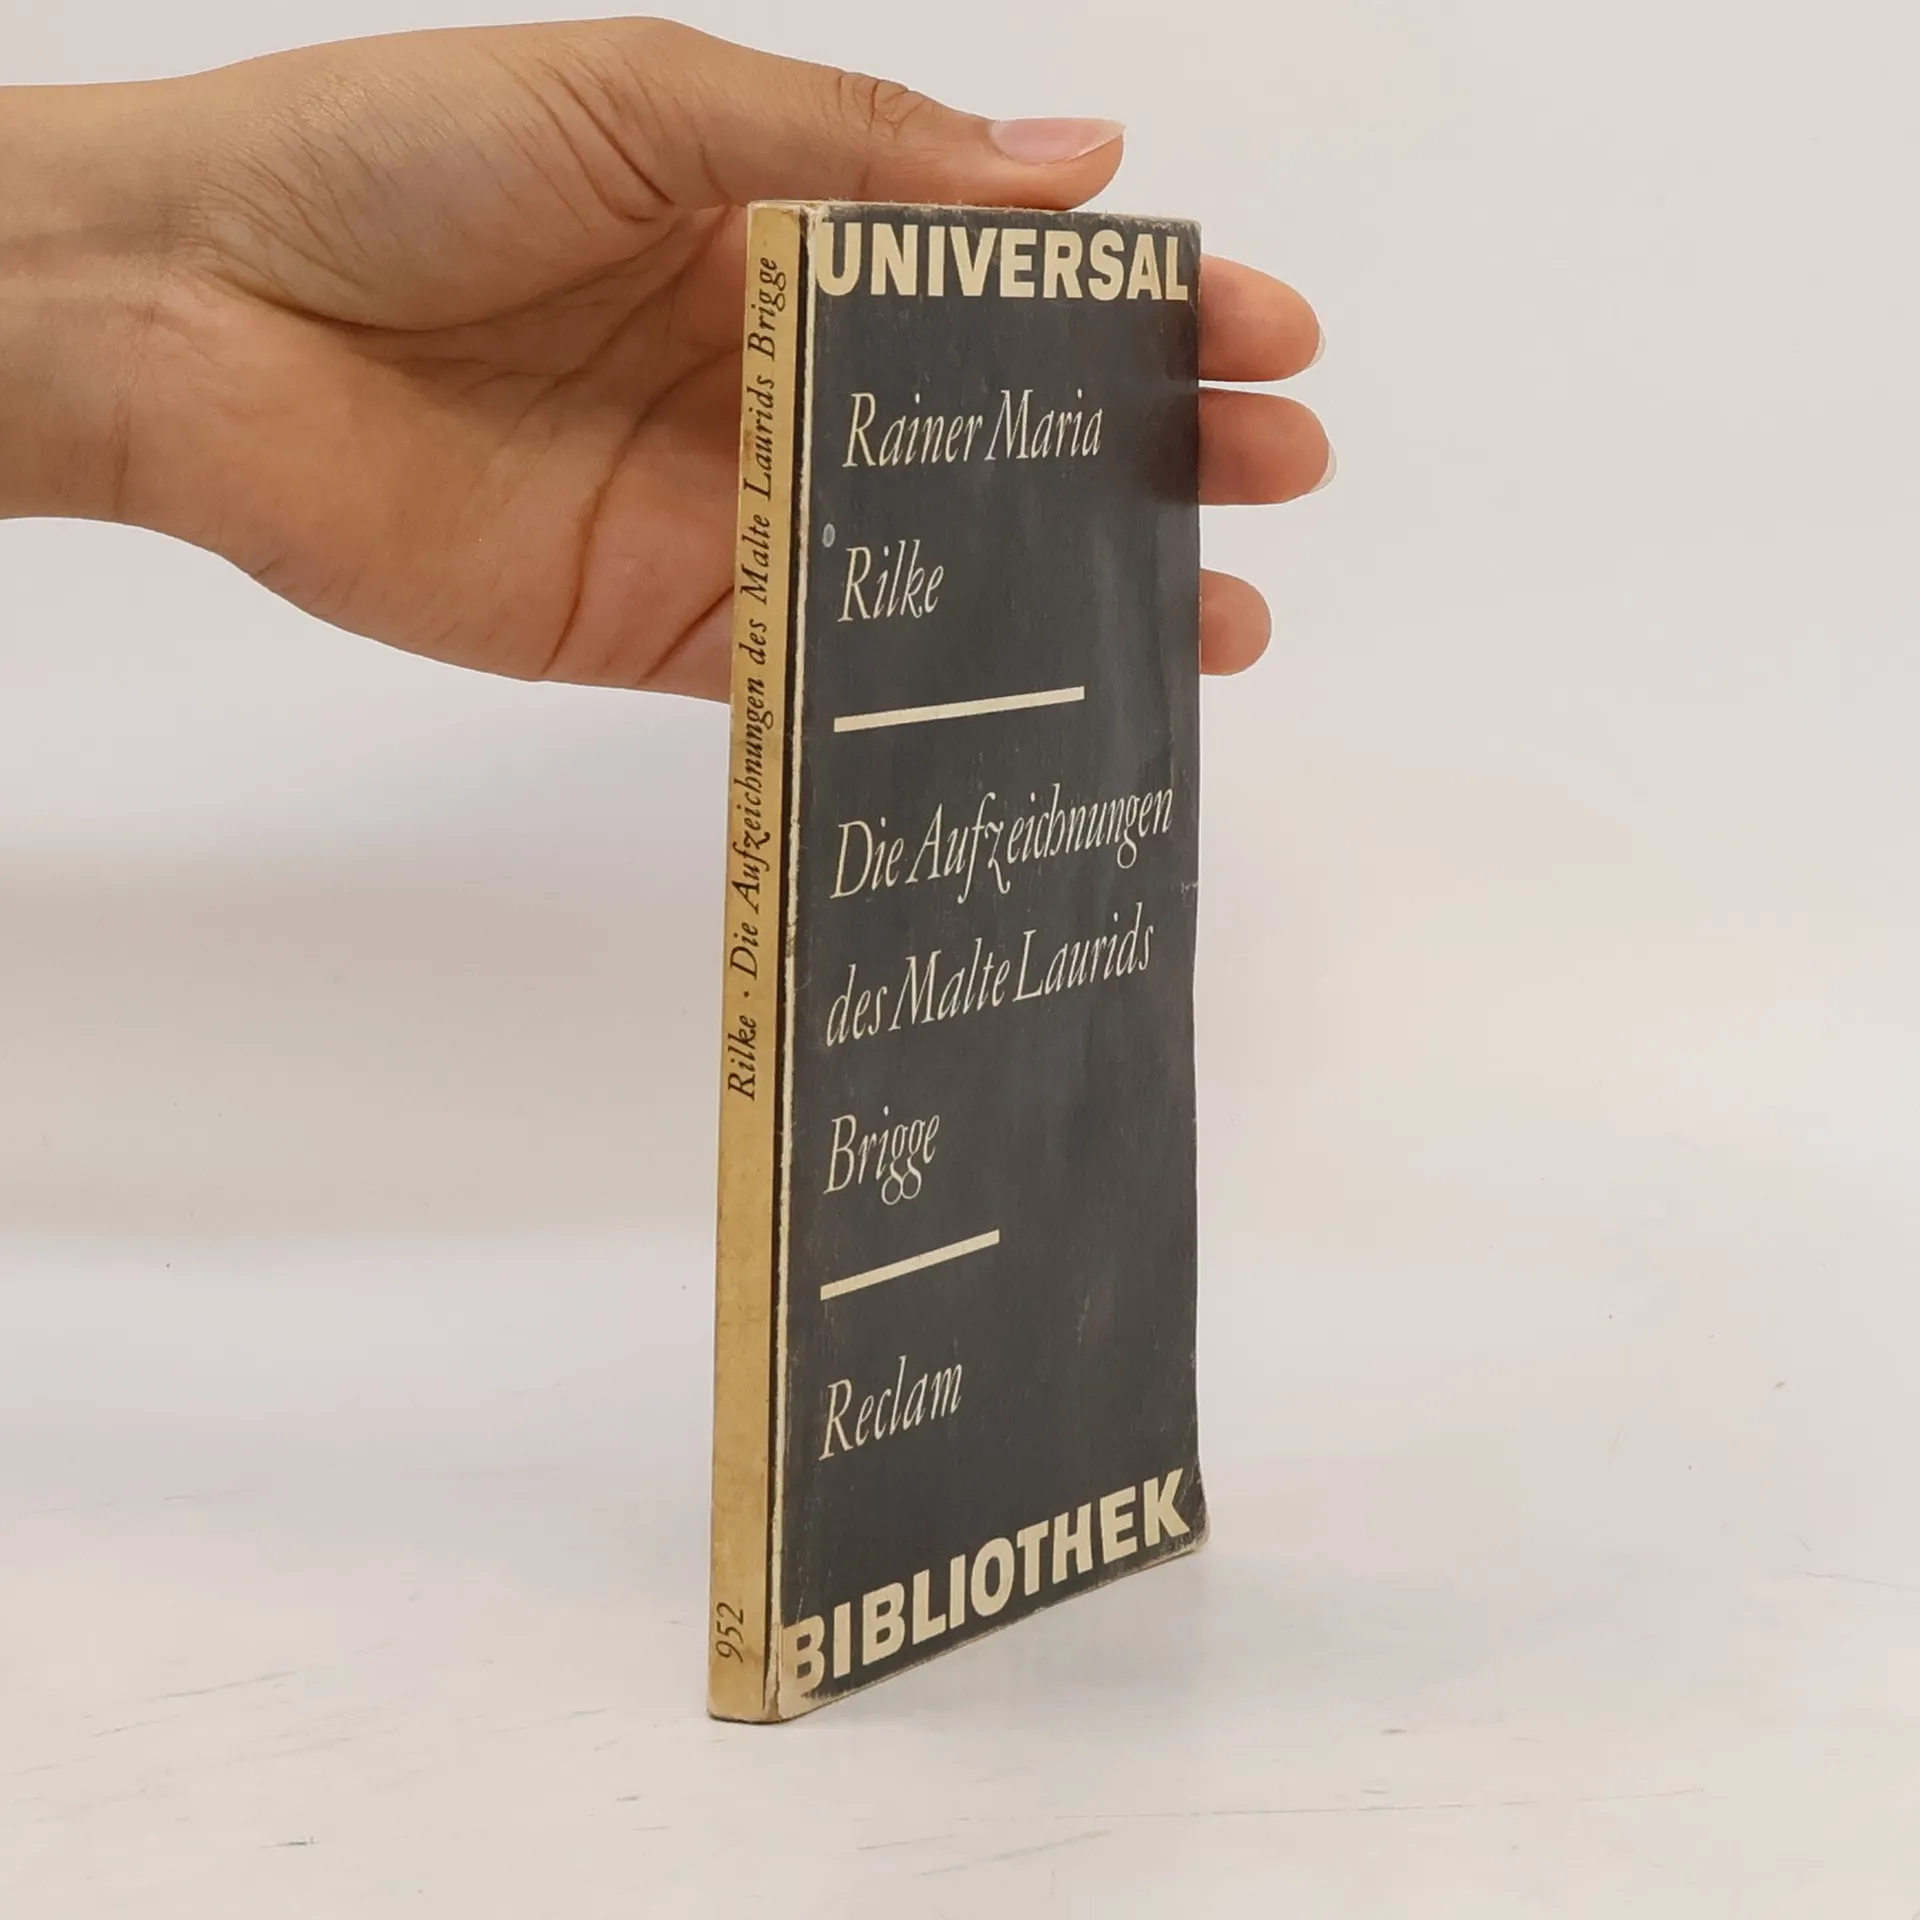 UNIVERSAL
Rainer Maria
Rilke
Die Aufzeichnungen
des Malte Laurids
Brigge
Reclam
BIBLIOTHEK
Rilke · Die Aufzeichnungen des Malte Laurids Brigge
952